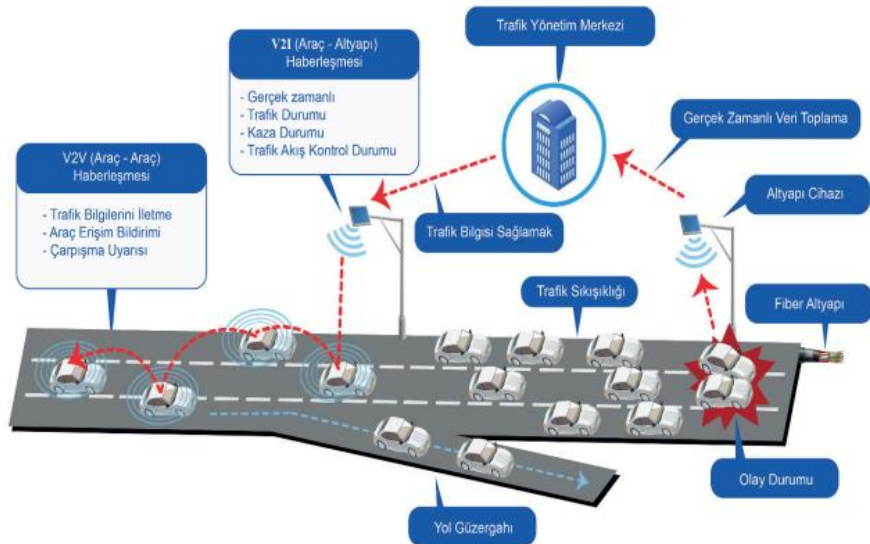 Trafik Yönetim Merkezi
V2I (Araç - Altyapı)
Haberleşmesi
- Gerçek zamanlı
- Trafik Durumu
- Kaza Durumu
- Trafik Akış Kontrol Durumu
Gerçek Zamanlı Veri Toplama
V2V (Araç - Araç)
Haberleşmesi
- Trafik Bilgilerini İletme
- Araç Erişim Bildirimi
- Çarpışma Uyarısı
Altyapı Cihazı
Trafik Bilgisi Sağlamak
Trafik Sıkışıklığı
Fiber Altyapı
Olay Durumu
Yol Güzergahı